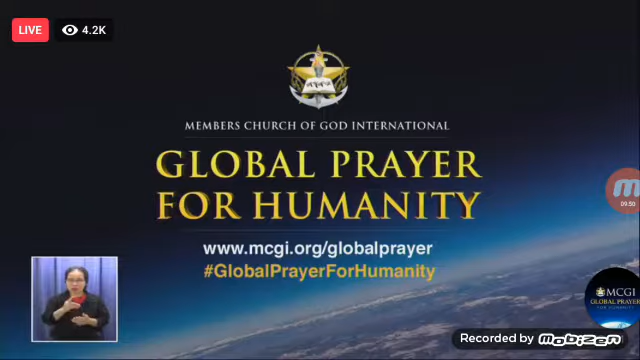 LIVE 4.2K
MEMBERS CHURCH OF GOD INTERNATIONAL
GLOBAL PRAYER
FOR HUMANITY
www.mcgi.org/globalprayer
#GlobalPrayerForHumanity
09:50
MCGI
GLOBAL PRAYER
FOR HUMANITY
Recorded by mobizen